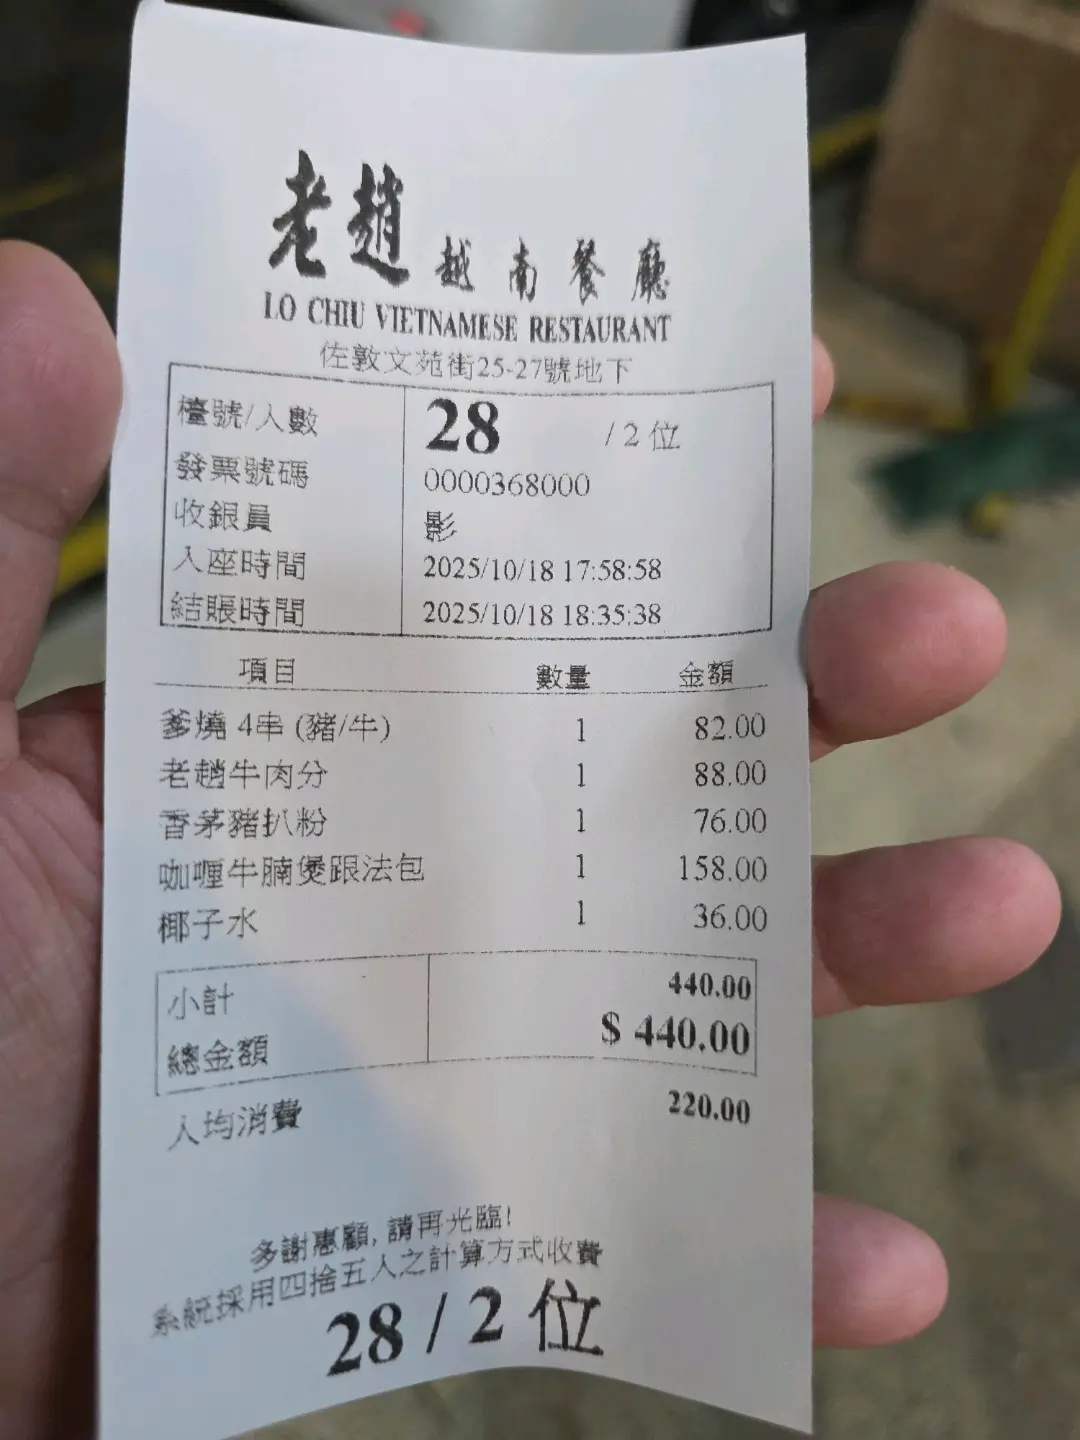 老趙越南餐廳
LO CHIU VIETNAMESE RESTAURANT
佐敦文苑街25-27號地下
檯號/人數 28 /2位
發票號碼 0000368000
收銀員 影
入座時間 2025/10/18 17:58:58
結賬時間 2025/10/18 18:35:38
項目 數量 金額
爹燒 4串 (豬/牛) 1 82.00
老趙牛肉分 1 88.00
香茅豬扒粉 1 76.00
咖喱牛腩煲跟法包 1 158.00
椰子水 1 36.00
小計 440.00
總金額 $ 440.00
人均消費 220.00
多謝惠顧, 請再光臨!
系統採用四捨五人之計算方式收費
28 / 2 位